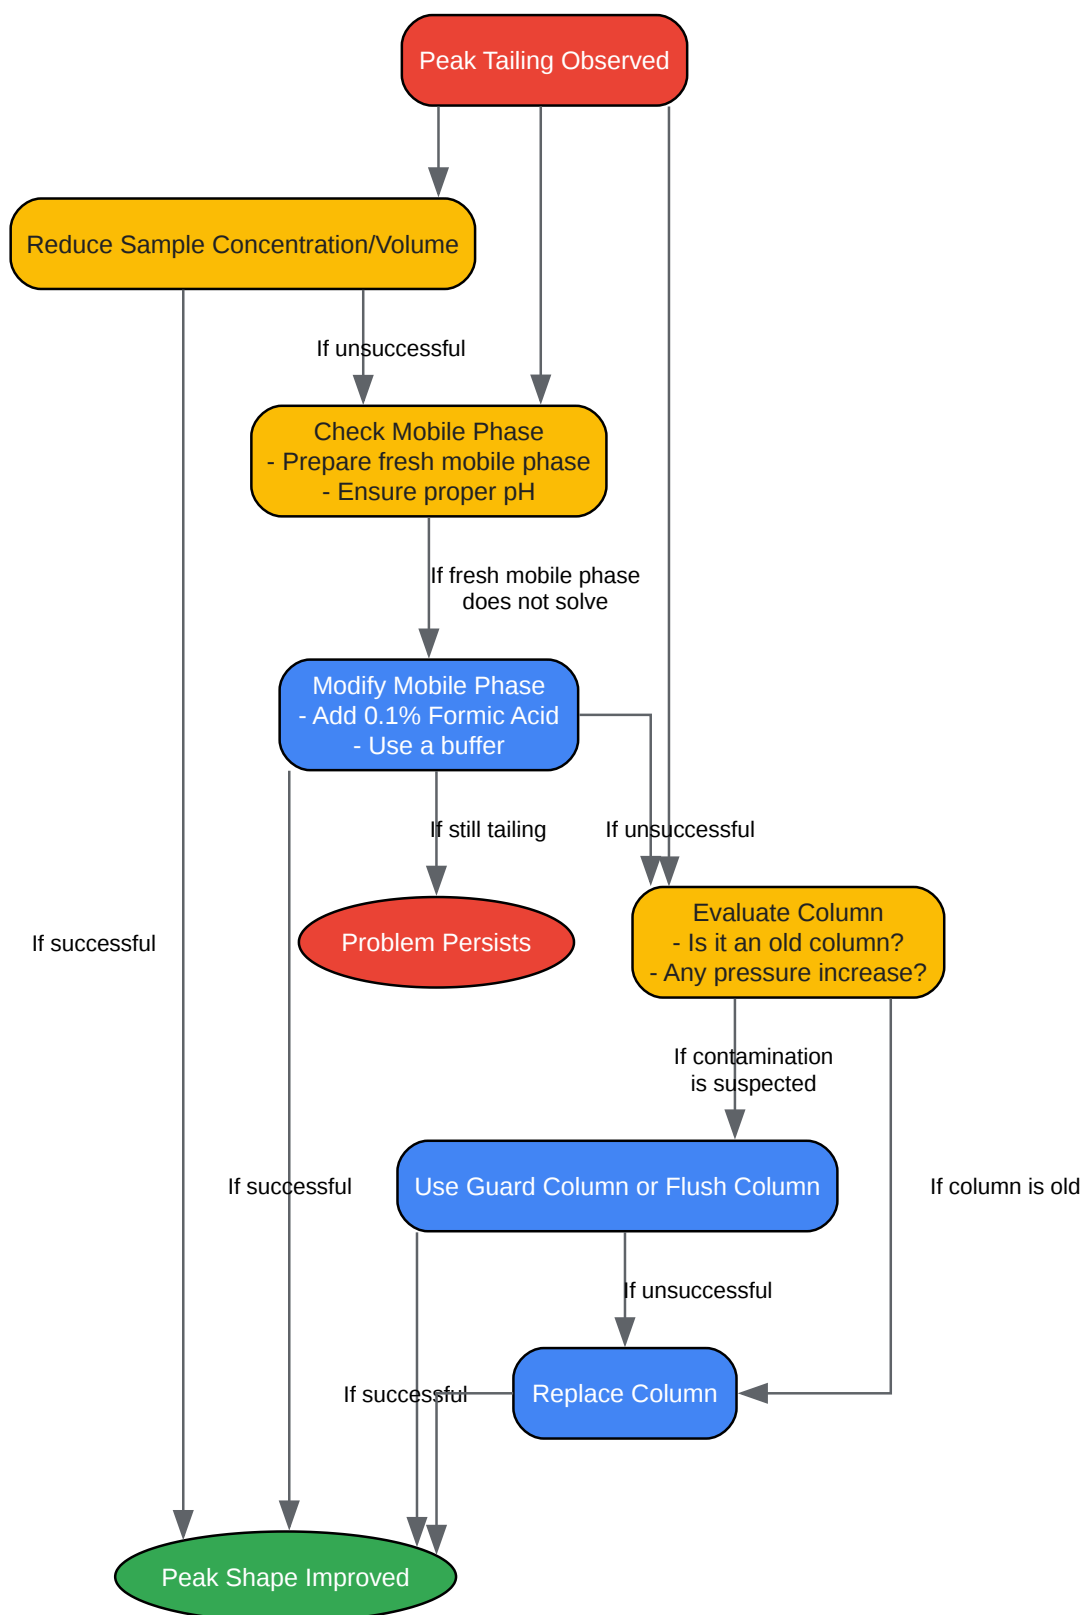 Peak Tailing Observed
Reduce Sample Concentration/Volume
If unsuccessful
Check Mobile Phase
- Prepare fresh mobile phase
- Ensure proper pH
If fresh mobile phase
does not solve
Modify Mobile Phase
- Add 0.1% Formic Acid
- Use a buffer
If still tailing
If unsuccessful
If successful
Problem Persists
Evaluate Column
- Is it an old column?
- Any pressure increase?
If contamination
is suspected
If successful
Use Guard Column or Flush Column
If column is old
If unsuccessful
If successful
Replace Column
Peak Shape Improved